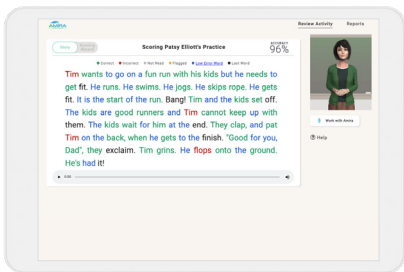 AMIRA
Review Activity Reports
Story
Scoring Patsy Elliott's Practice
ACCURACY
96%
Correct Incorrect Not Read Flagged Low Error Word Last Word
Tim wants to go on a fun run with his kids but he needs to
get fit. He runs. He swims. He jogs. He skips rope. He gets
fit. It is the start of the run. Bang! Tim and the kids set off.
The kids are good runners and Tim cannot keep up with
them. The kids wait for him at the end. They clap, and pat
Tim on the back, when he gets to the finish. "Good for you,
Dad", they exclaim. Tim grins. He flops onto the ground.
He's had it!
0:00
Work with Amira
Help